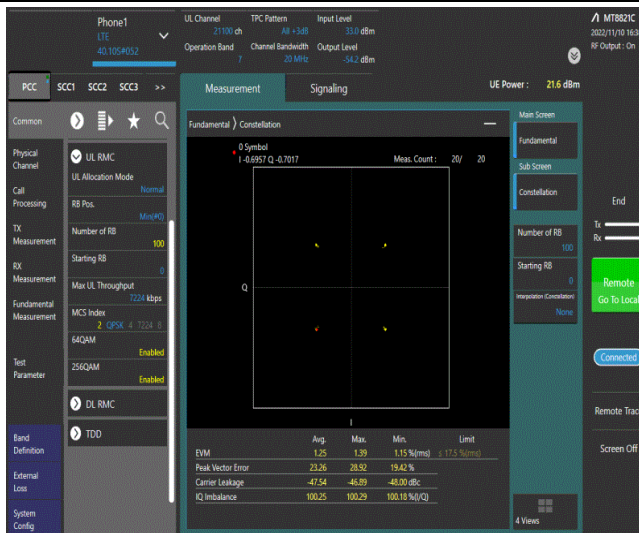 Phone1
LTE
40.105#052
UL Channel TPC Pattern Input Level
21100 ch All +3dB 33.0 dBm
Operation Band Channel Bandwidth Output Level
7 20 MHz -54.2 dBm
MT8821C
2022/11/10 16:3
RF Output : On
PCC SCC1 SCC2 SCC3 >>
Measurement Signaling
UE Power : 21.6 dBm
Common
Physical
Channel
Call
Processing
TX
Measurement
RX
Measurement
Fundamental
Measurement
Test
Parameter
Band
Definition
External
Loss
System
Config
UL RMC
UL Allocation Mode
Normal
RB Pos.
Min(#0)
Number of RB
100
Starting RB
0
Max UL Throughput
7224 kbps
MCS Index
2 QPSK 4 7224 8
64QAM
Enabled
256QAM
Enabled
DL RMC
TDD
Fundamental 〉 Constellation
0 Symbol
I -0.6957 Q -0.7017 Meas. Count : 20/ 20
Q
I
Avg. Max. Min. Limit
EVM 1.25 1.39 1.15 %(rms) ≤ 17.5 %(rms)
Peak Vector Error 23.26 28.92 19.42 %
Carrier Leakage -47.54 -46.89 -48.00 dBc
IQ Imbalance 100.25 100.29 100.18 %(I/Q)
Main Screen
Fundamental
Sub Screen
Constellation
Number of RB
100
Starting RB
0
Interpolation (Constellation)
None
4 Views
End
Tx
Rx
Remote
Go To Local
Connected
Remote Trac
Screen Off